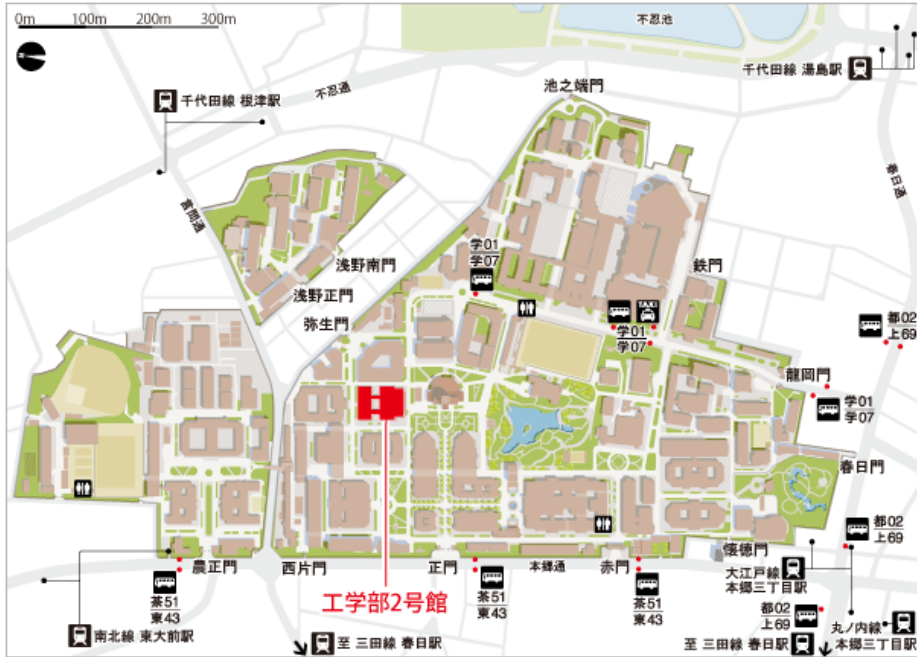 0m 100m 200m 300m
不忍池
千代田線 湯島駅
不忍通
池之端門
千代田線 根津駅
春日通
言問通
学01
学07
浅野南門
鉄門
浅野正門
TAXI
弥生門
学01
学07
都02
上69
龍岡門
学01
学07
春日門
都02
上69
農正門
西片門
正門
本郷通
赤門
懐徳門
大江戸線
本郷三丁目駅
茶51
東43
工学部2号館
茶51
東43
茶51
東43
都02
上69
丸ノ内線
本郷三丁目駅
南北線 東大前駅
至 三田線 春日駅
至 三田線 春日駅